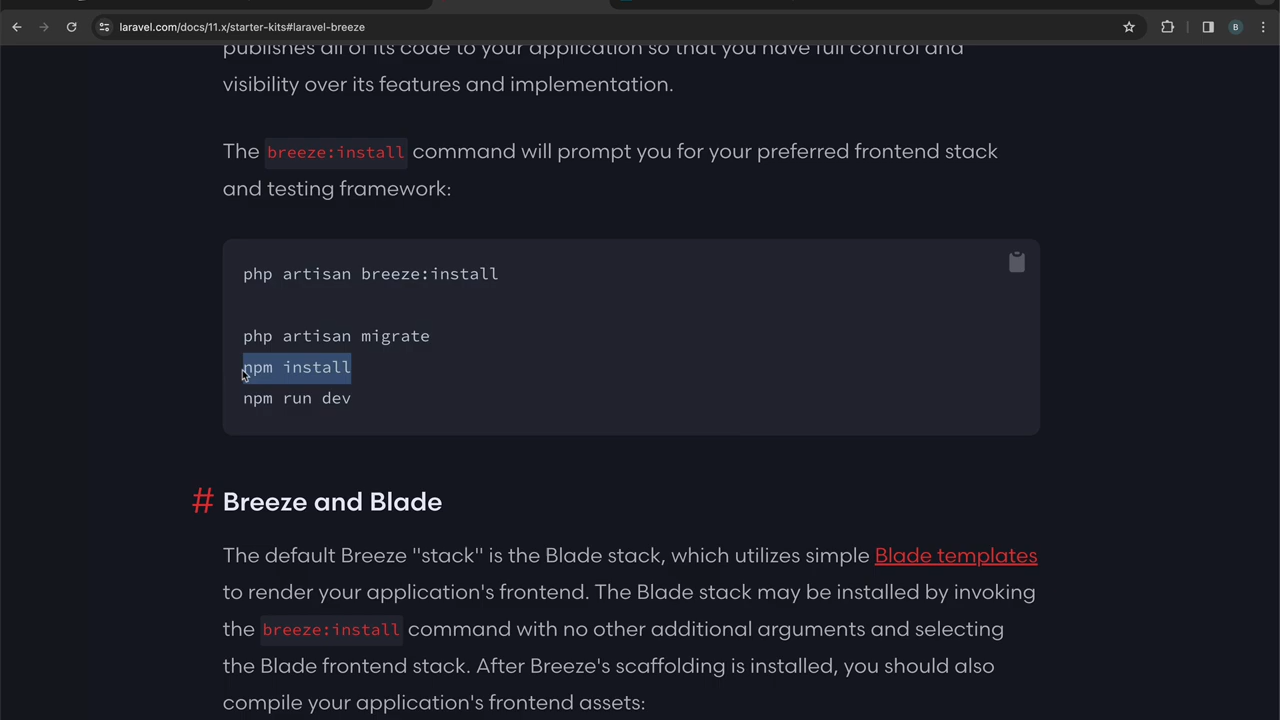 laravel.com/docs/11.x/starter-kits#laravel-breeze
B
publishes all of its code to your application so that you have full control and
visibility over its features and implementation.
The breeze:install command will prompt you for your preferred frontend stack
and testing framework:
php artisan breeze:install
php artisan migrate
npm install
npm run dev
# Breeze and Blade
The default Breeze "stack" is the Blade stack, which utilizes simple Blade templates
to render your application's frontend. The Blade stack may be installed by invoking
the breeze:install command with no other additional arguments and selecting
the Blade frontend stack. After Breeze's scaffolding is installed, you should also
compile your application's frontend assets: